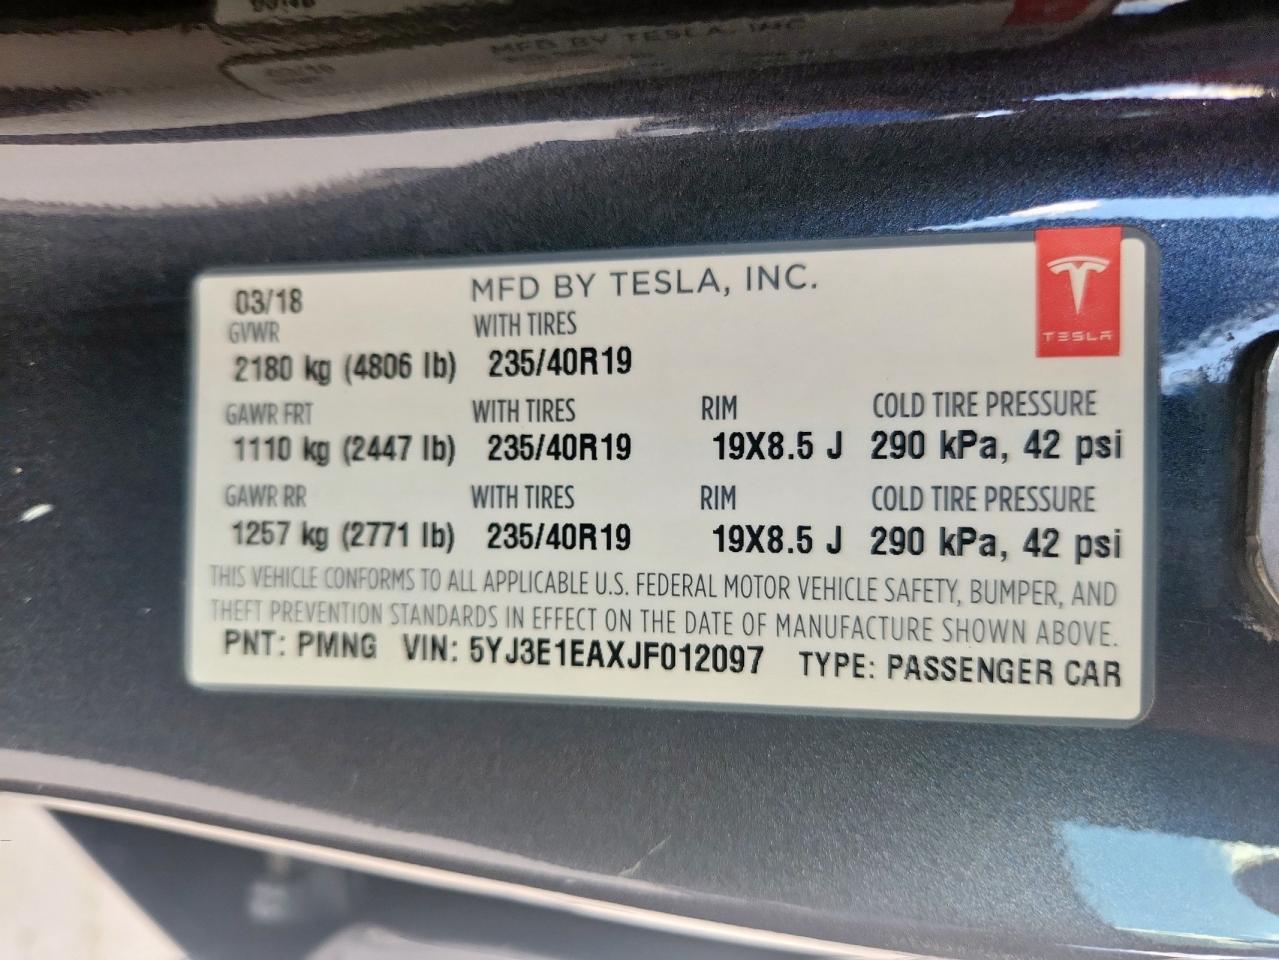 MFD BY TESLA, INC
03/18 MFD BY TESLA, INC.
TESLA
GVWR WITH TIRES
2180 kg (4806 lb) 235/40R19
GAWR FRT WITH TIRES RIM COLD TIRE PRESSURE
1110 kg (2447 lb) 235/40R19 19X8.5 J 290 kPa, 42 psi
GAWR RR WITH TIRES RIM COLD TIRE PRESSURE
1257 kg (2771 lb) 235/40R19 19X8.5 J 290 kPa, 42 psi
THIS VEHICLE CONFORMS TO ALL APPLICABLE U.S. FEDERAL MOTOR VEHICLE SAFETY, BUMPER, AND
THEFT PREVENTION STANDARDS IN EFFECT ON THE DATE OF MANUFACTURE SHOWN ABOVE.
PNT: PMNG VIN: 5YJ3E1EAXJF012097 TYPE: PASSENGER CAR